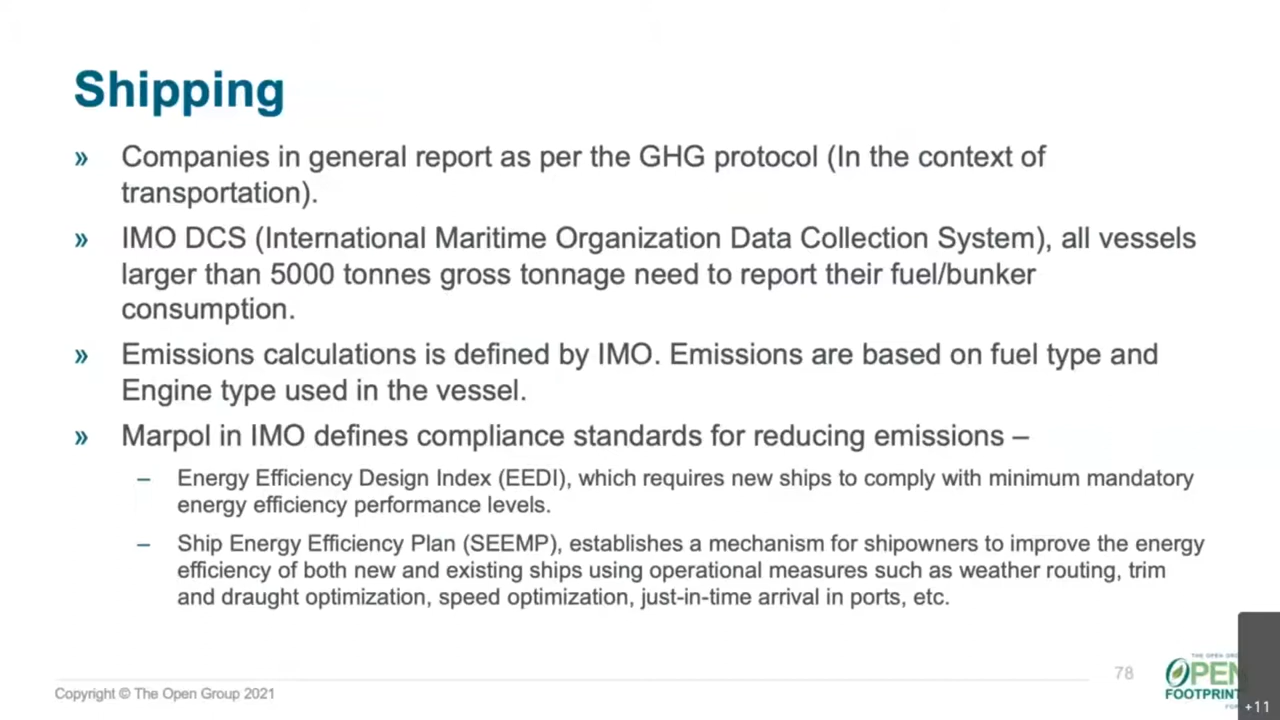 Shipping
» Companies in general report as per the GHG protocol (In the context of
transportation).
» IMO DCS (International Maritime Organization Data Collection System), all vessels
larger than 5000 tonnes gross tonnage need to report their fuel/bunker
consumption.
» Emissions calculations is defined by IMO. Emissions are based on fuel type and
Engine type used in the vessel.
» Marpol in IMO defines compliance standards for reducing emissions –
– Energy Efficiency Design Index (EEDI), which requires new ships to comply with minimum mandatory
energy efficiency performance levels.
– Ship Energy Efficiency Plan (SEEMP), establishes a mechanism for shipowners to improve the energy
efficiency of both new and existing ships using operational measures such as weather routing, trim
and draught optimization, speed optimization, just-in-time arrival in ports, etc.
Copyright © The Open Group 2021
78
THE OPEN
OPEN
FOOTPRINT
+11